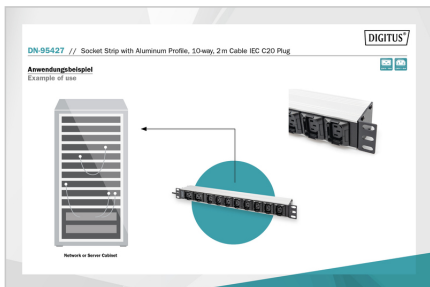 DIGITUS®
DN-95427 // Socket Strip with Aluminum Profile, 10-way, 2 m Cable IEC C20 Plug
Anwendungsbeispiel
Example of use
Network or Server Cabinet